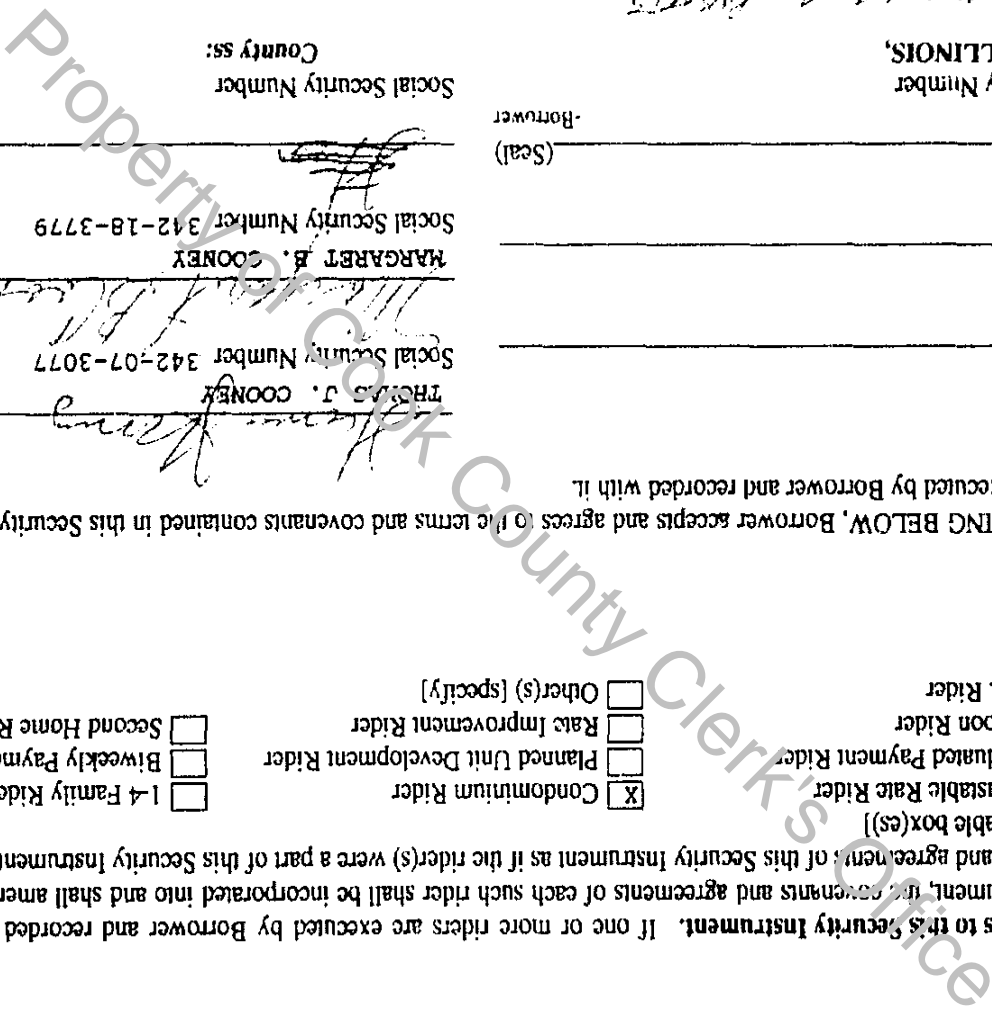 s to this Security Instrument. If one or more riders are executed by Borrower and recorded
ument, the covenants and agreements of each such rider shall be incorporated into and shall amen
and agreements of this Security Instrument as if the rider(s) were a part of this Security Instrument
able box(es)]
ustable Rate Rider X Condominium Rider 1-4 Family Ride
duated Payment Rider Planned Unit Development Rider Biweekly Payme
oon Rider Rate Improvement Rider Second Home R
. Rider Other(s) [specify]
ING BELOW, Borrower accepts and agrees to the terms and covenants contained in this Security
ecuted by Borrower and recorded with it.
THOMAS J. COONEY
Social Security Number 342-07-3077
MARGARET B. COONEY
Social Security Number 342-18-3779
(Seal)
-Borrower
y Number Social Security Number
LLINOIS, County ss:
Property of Cook County Clerk's Office